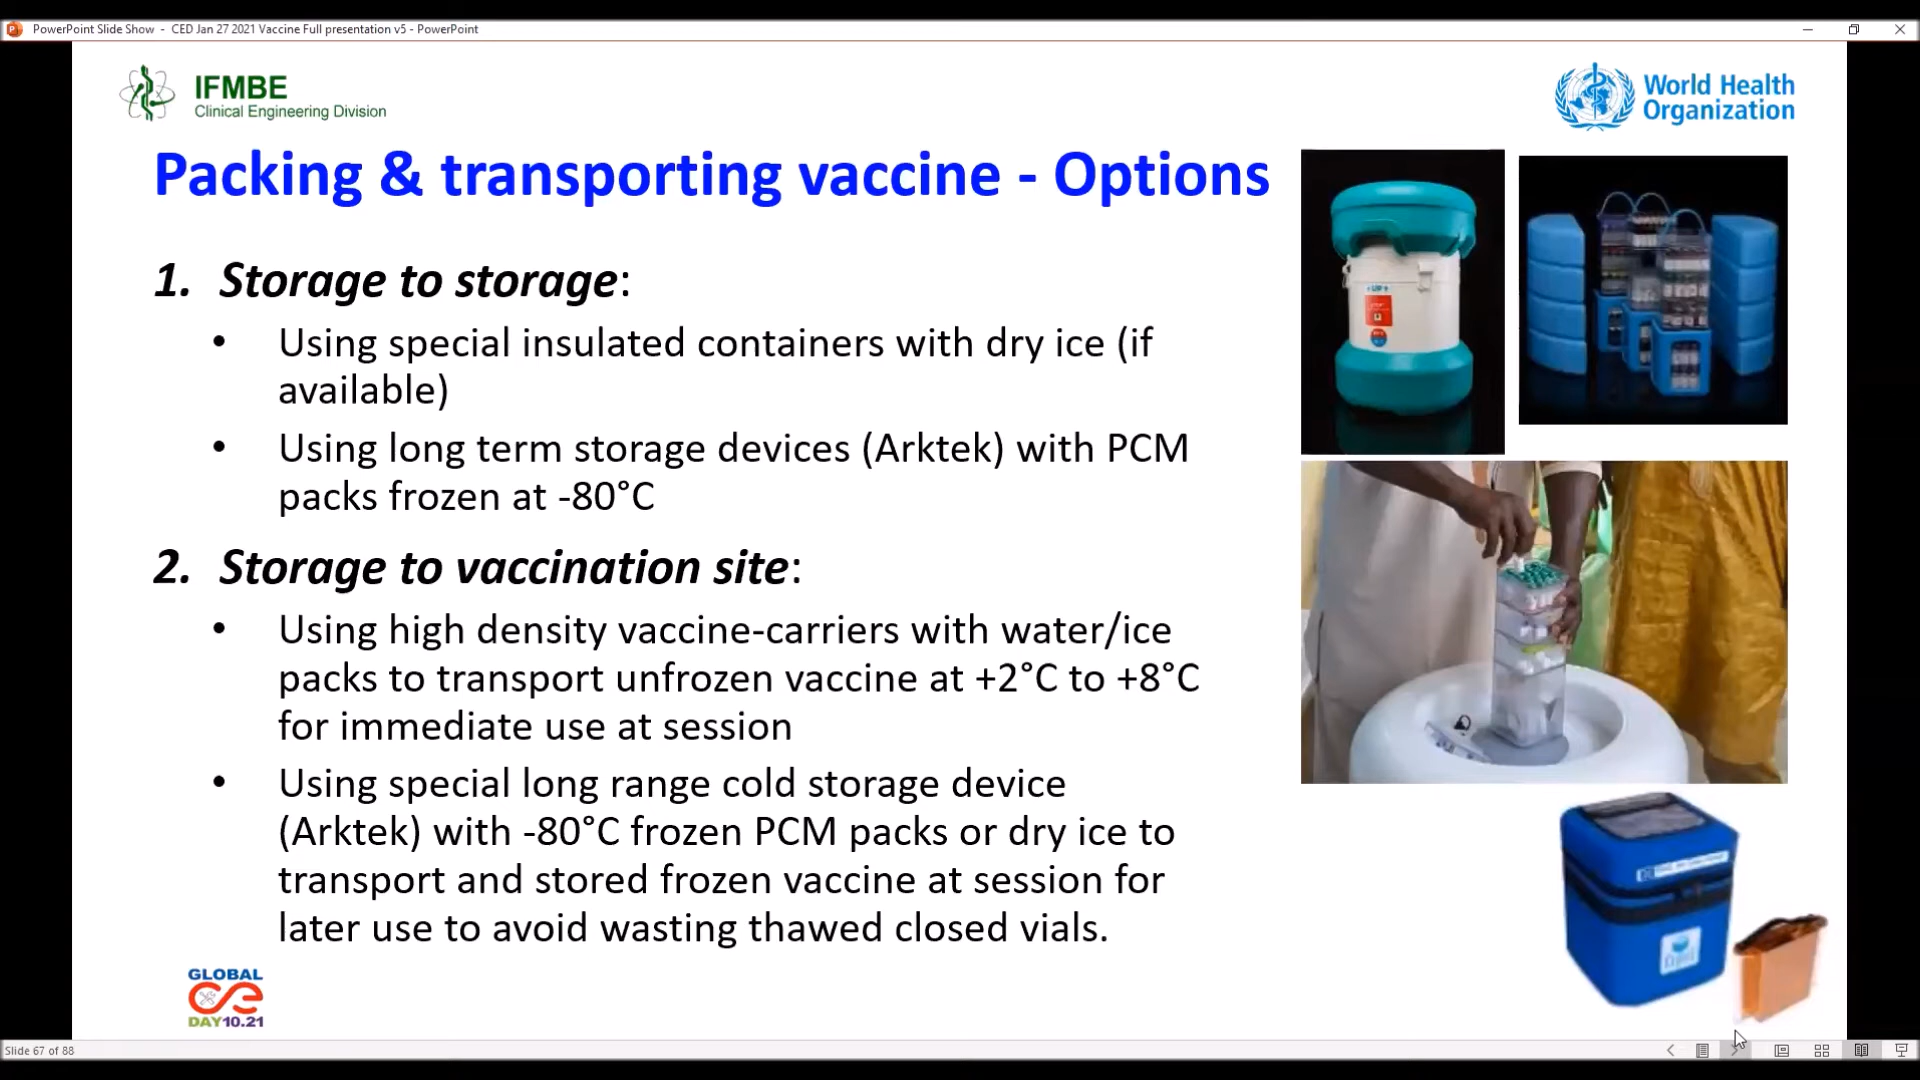 PowerPoint Slide Show - CED Jan 27 2021 Vaccine Full presentation v5 - PowerPoint
IFMBE
Clinical Engineering Division
World Health
Organization
Packing & transporting vaccine - Options
1. Storage to storage:
• Using special insulated containers with dry ice (if
available)
• Using long term storage devices (Arktek) with PCM
packs frozen at -80°C
2. Storage to vaccination site:
• Using high density vaccine-carriers with water/ice
packs to transport unfrozen vaccine at +2°C to +8°C
for immediate use at session
• Using special long range cold storage device
(Arktek) with -80°C frozen PCM packs or dry ice to
transport and stored frozen vaccine at session for
later use to avoid wasting thawed closed vials.
GLOBAL
CE
DAY10.21
Slide 67 of 88